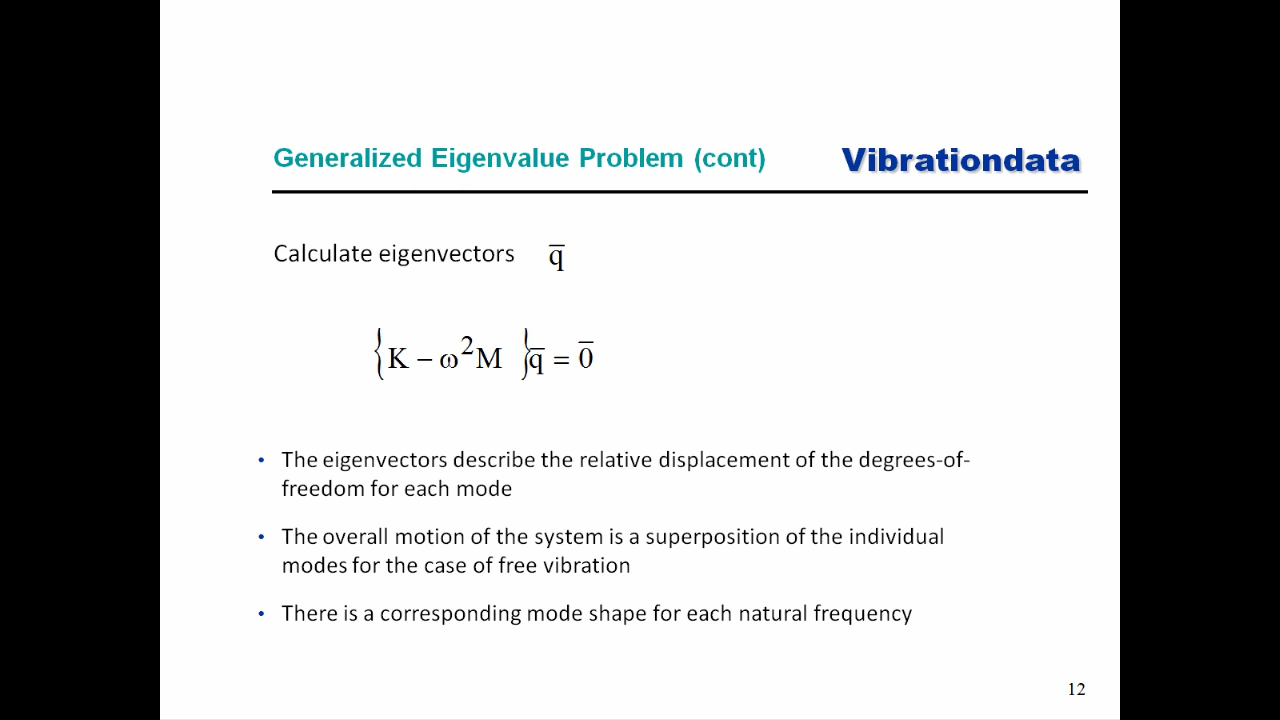 Generalized Eigenvalue Problem (cont)
Vibrationdata
Calculate eigenvectors q̅
{K − ω²M }q̅ = 0̅
• The eigenvectors describe the relative displacement of the degrees-of-
freedom for each mode
• The overall motion of the system is a superposition of the individual
modes for the case of free vibration
• There is a corresponding mode shape for each natural frequency
12